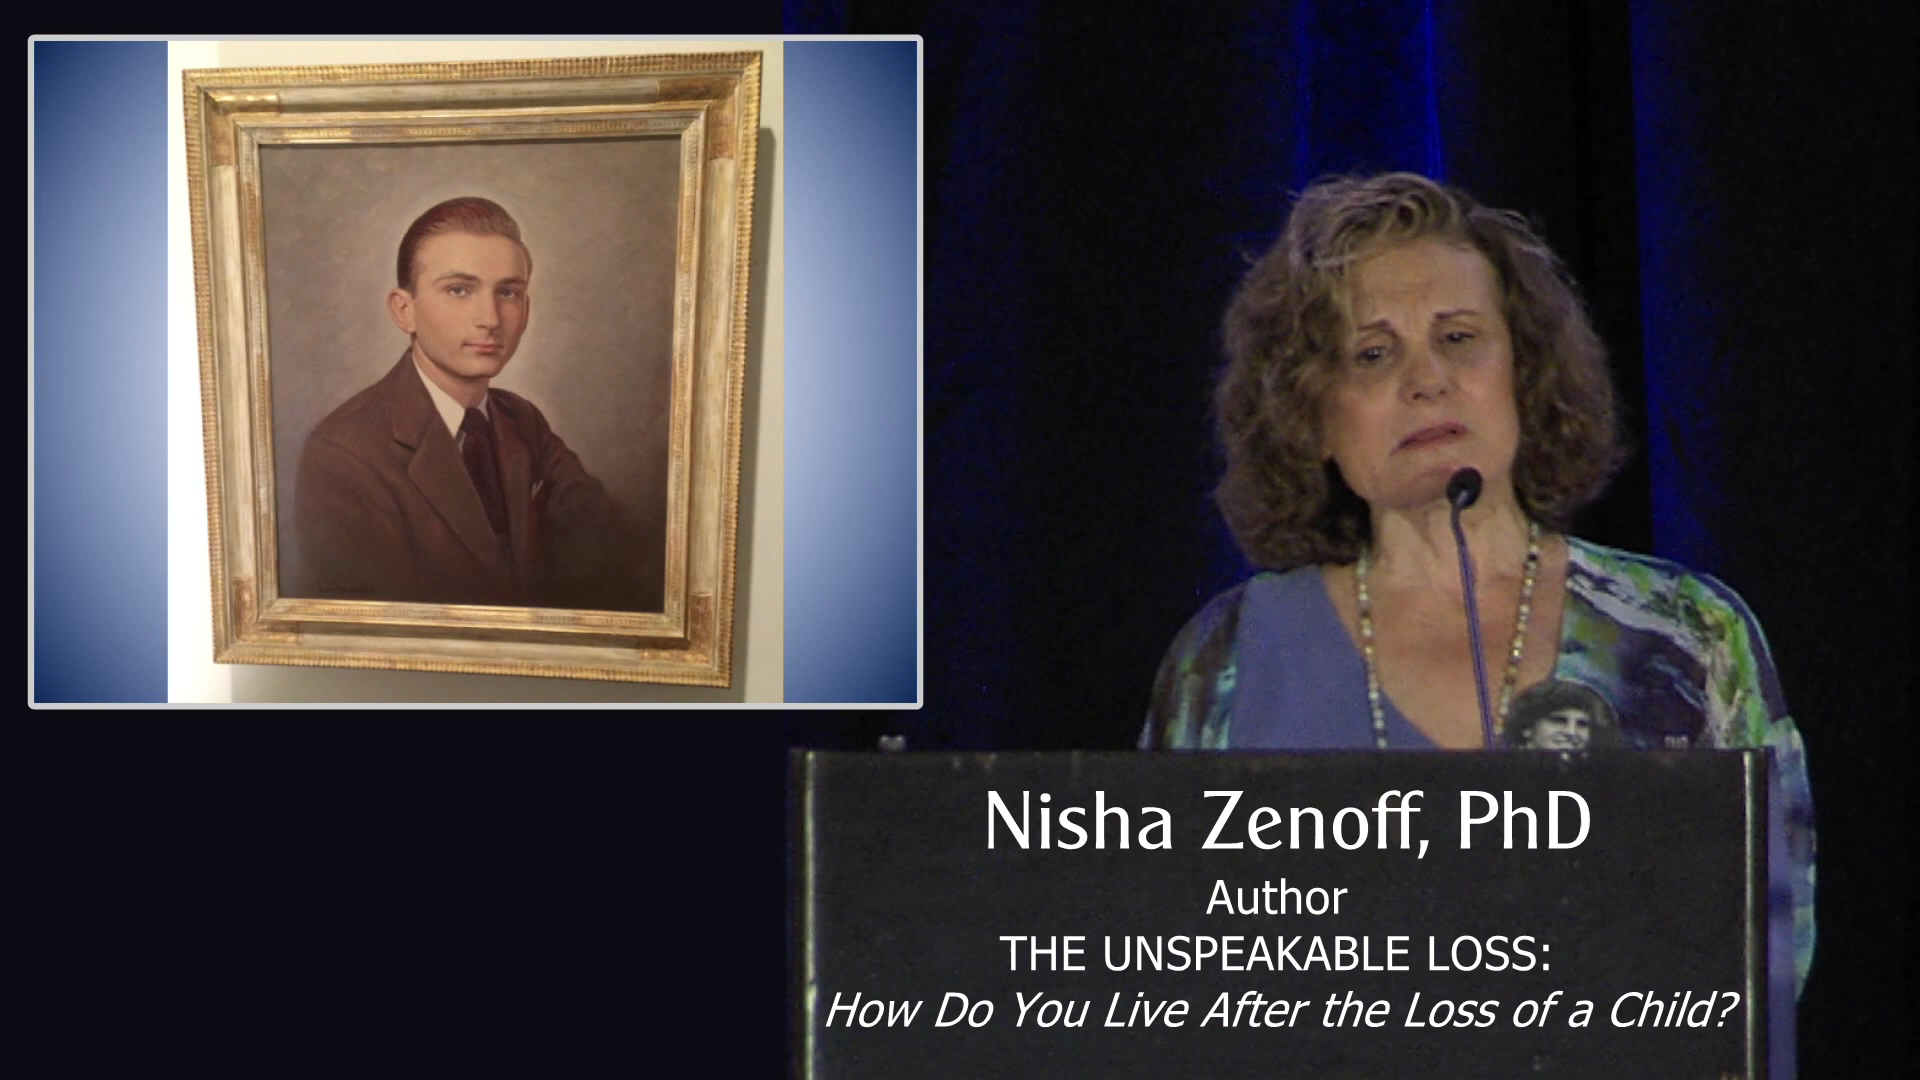 Nisha Zenoff, PhD
Author
THE UNSPEAKABLE LOSS:
How Do You Live After the Loss of a Child?